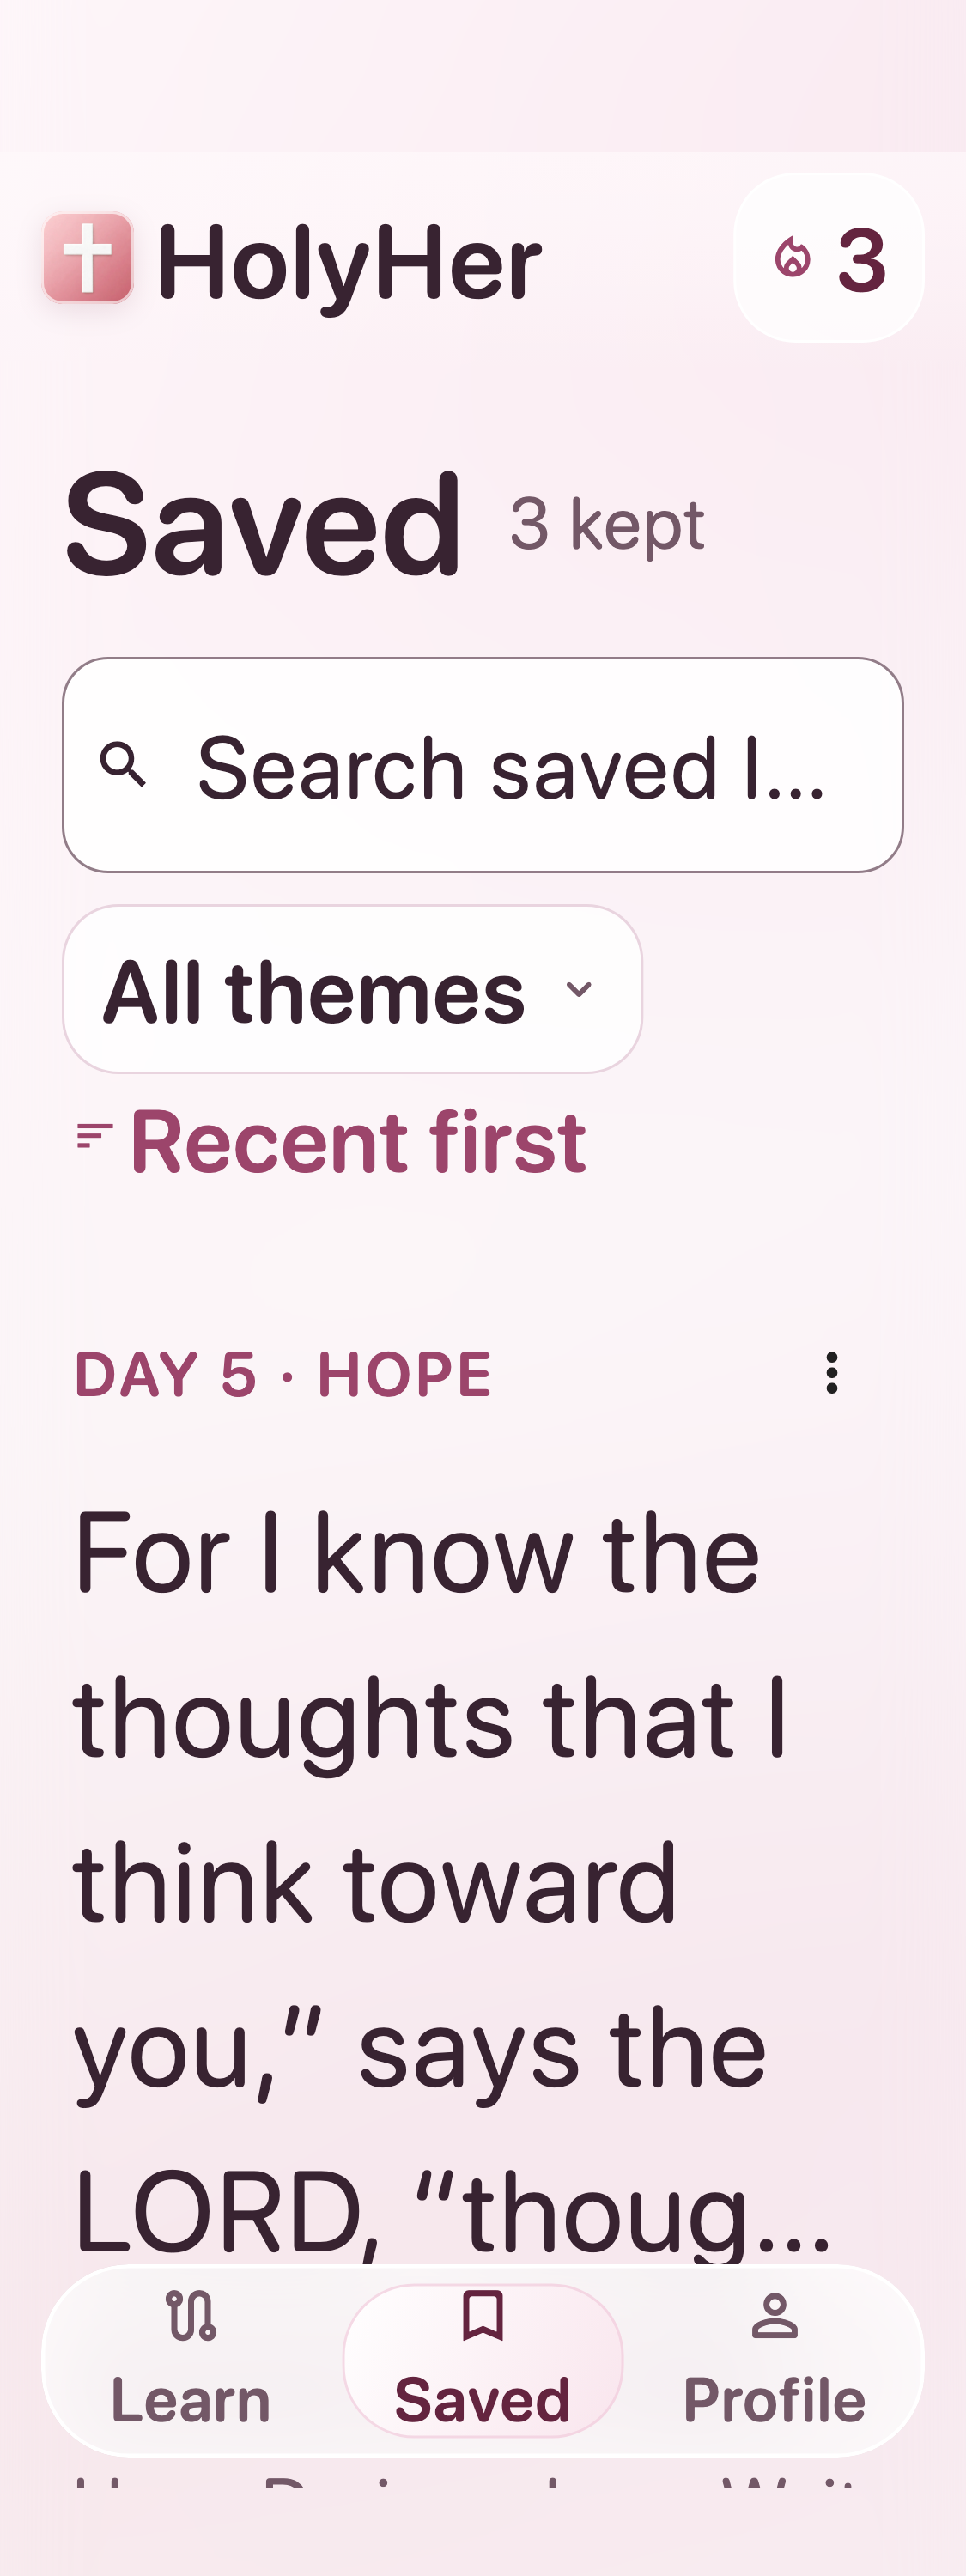 HolyHer
3
Saved 3 kept
Search saved l...
All themes
Recent first
DAY 5 · HOPE
For I know the
thoughts that I
think toward
you,” says the
LORD, “thoug...
Learn
Saved
Profile